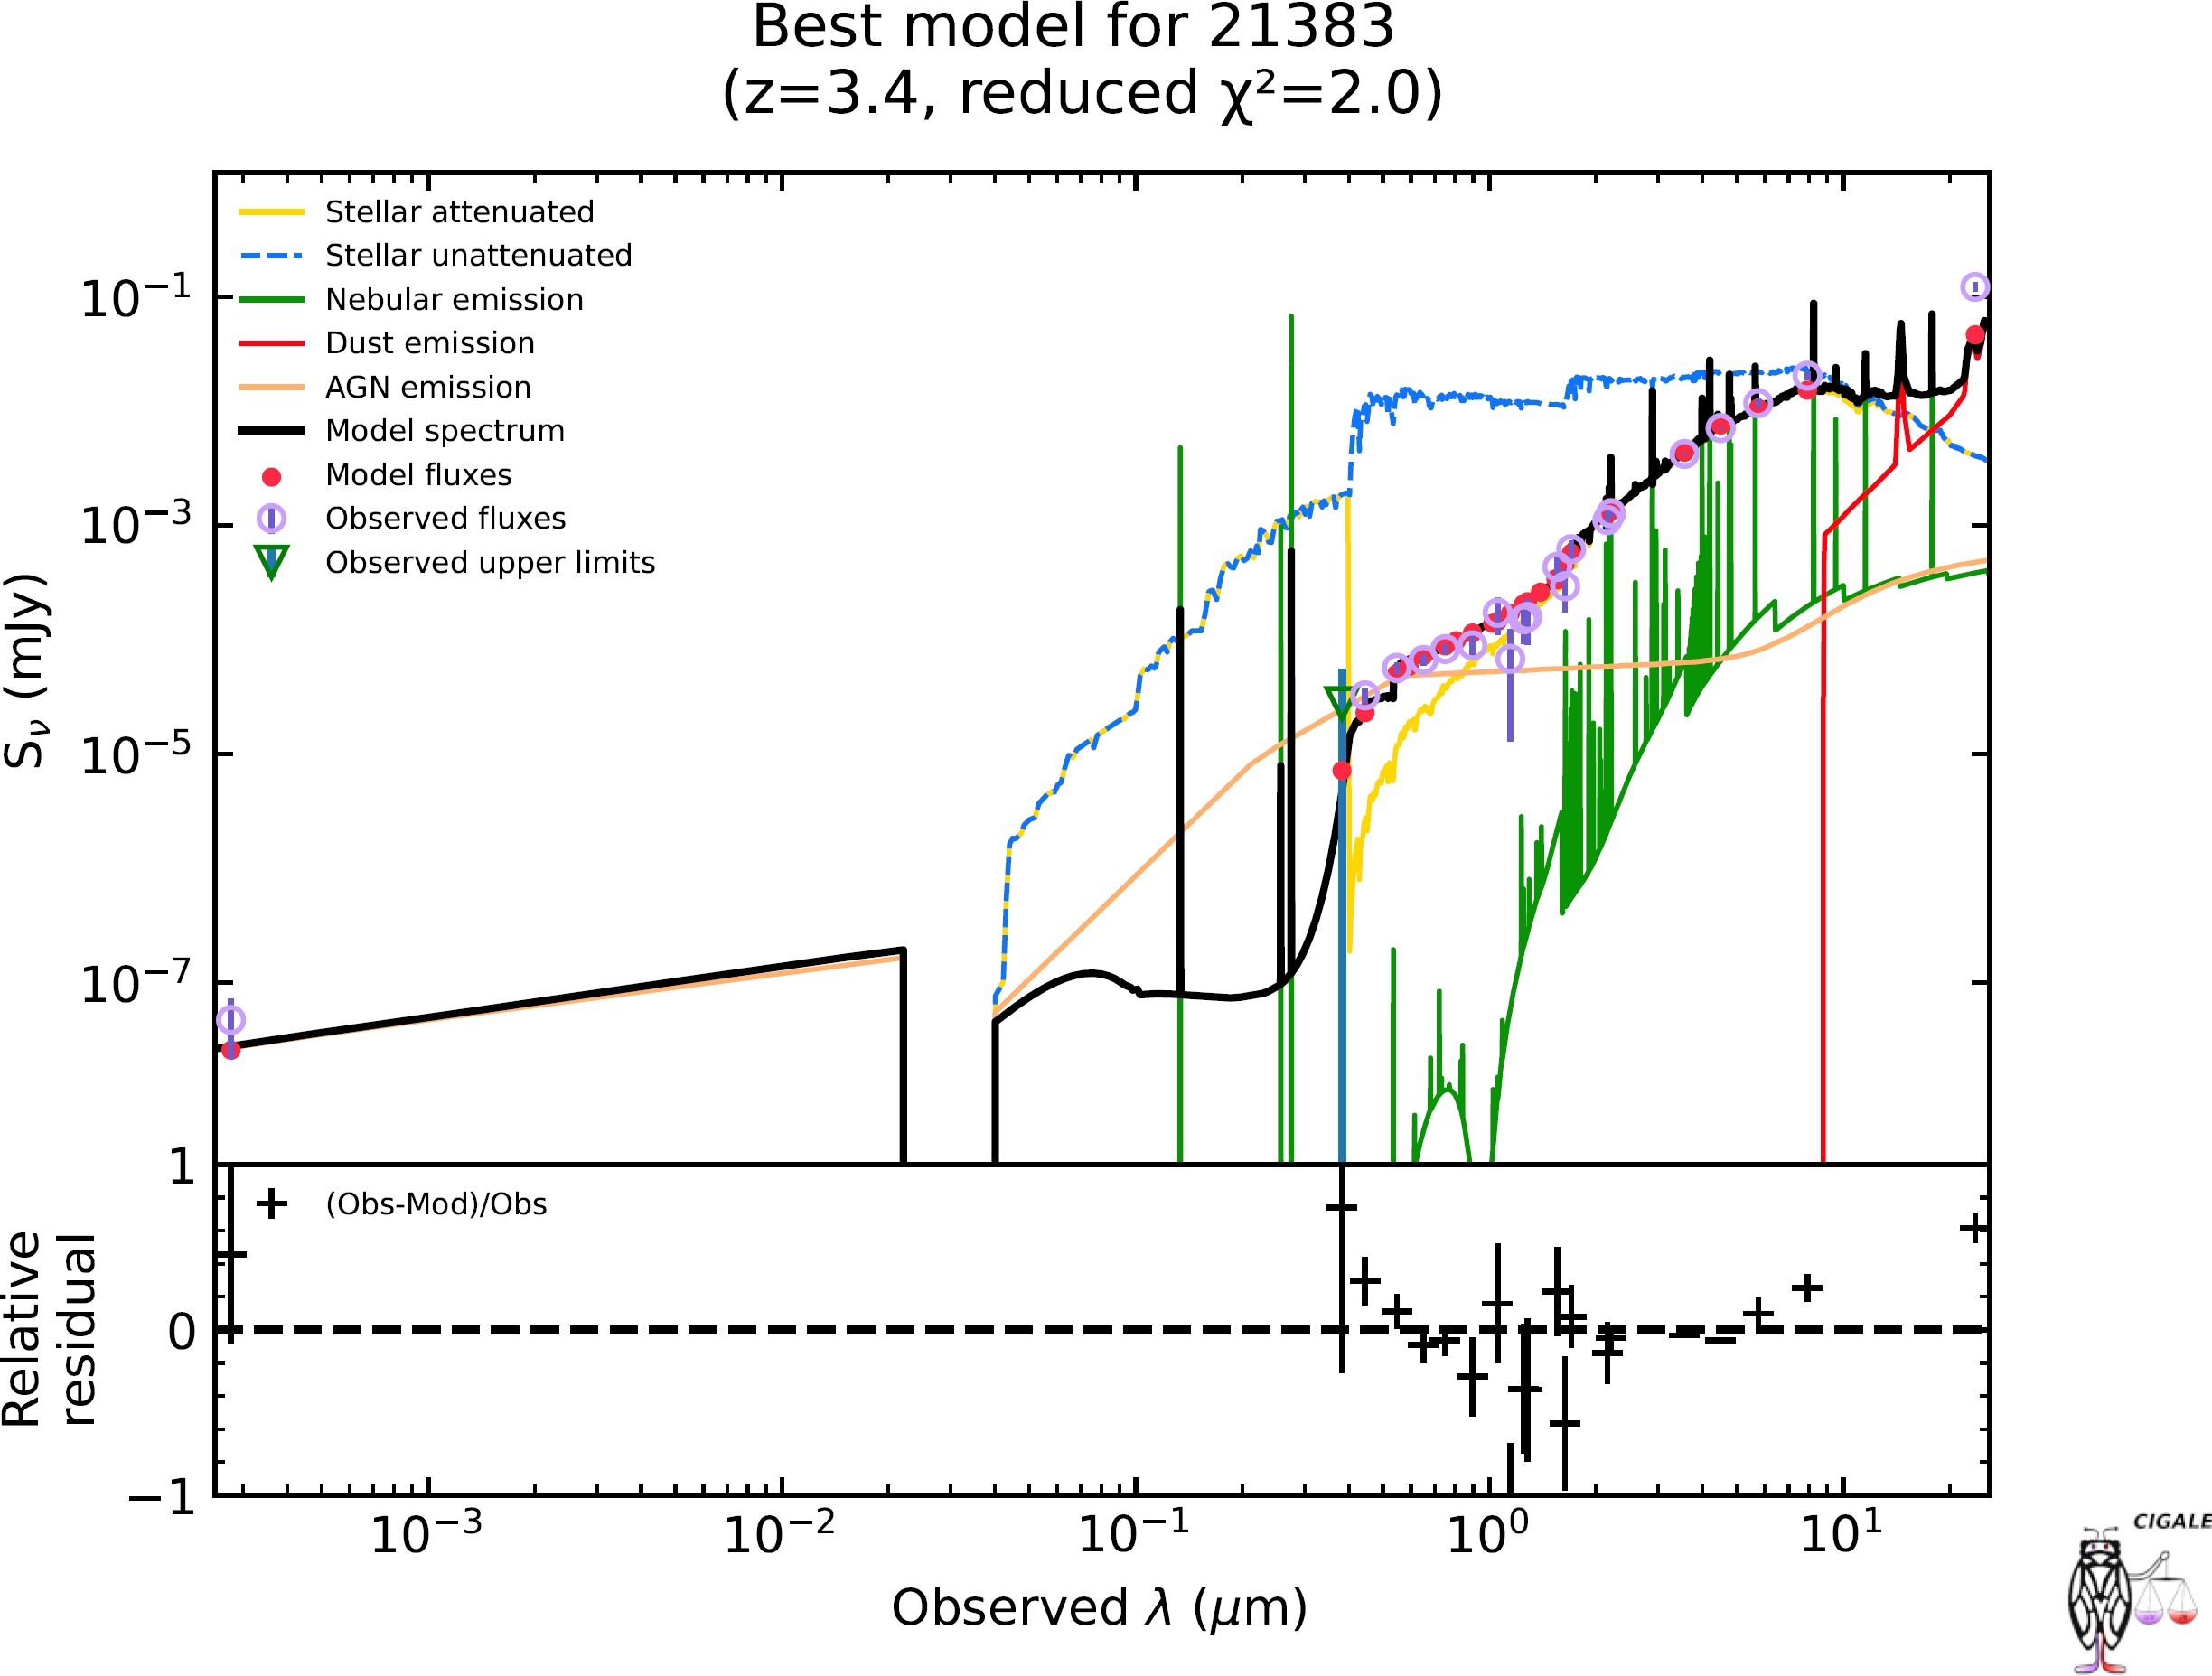 Best model for 21383
(z=3.4, reduced χ²=2.0)
Stellar attenuated
Stellar unattenuated
Nebular emission
Dust emission
AGN emission
Model spectrum
Model fluxes
Observed fluxes
Observed upper limits
10⁻¹
10⁻³
10⁻⁵
10⁻⁷
S_ν (mJy)
1
0
−1
Relative
residual
(Obs-Mod)/Obs
10⁻³ 10⁻² 10⁻¹ 10⁰ 10¹
Observed λ (μm)
CIGALE